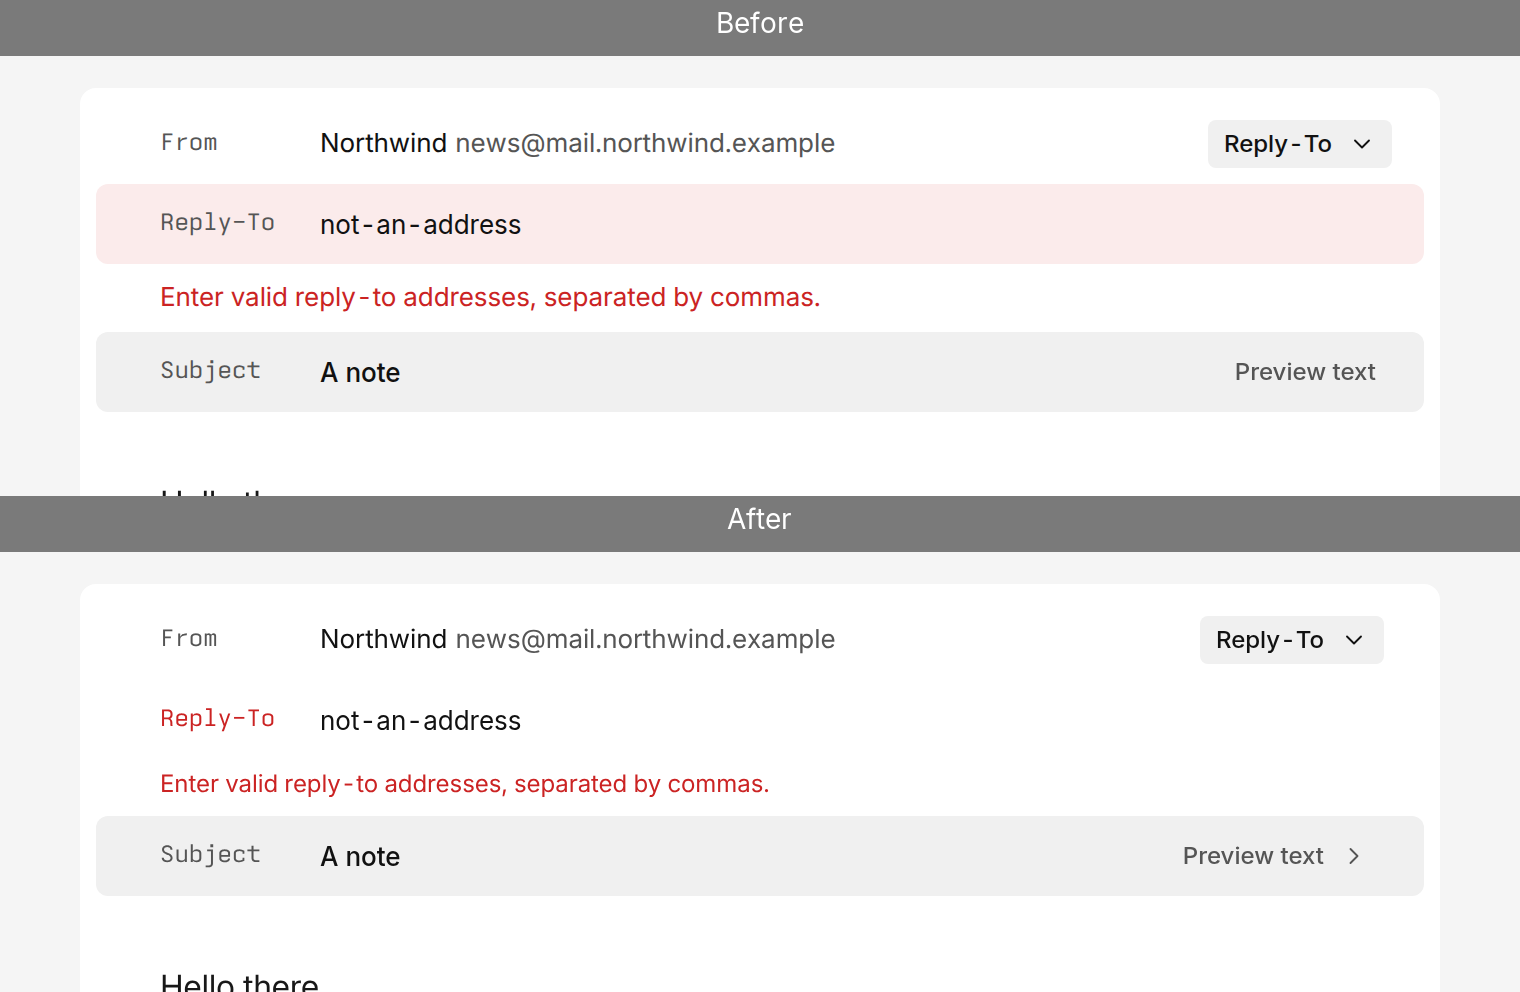 Before
From Northwind news@mail.northwind.example Reply-To
Reply-To not-an-address
Enter valid reply-to addresses, separated by commas.
Subject A note Preview text
After
From Northwind news@mail.northwind.example Reply-To
Reply-To not-an-address
Enter valid reply-to addresses, separated by commas.
Subject A note Preview text
Hello there